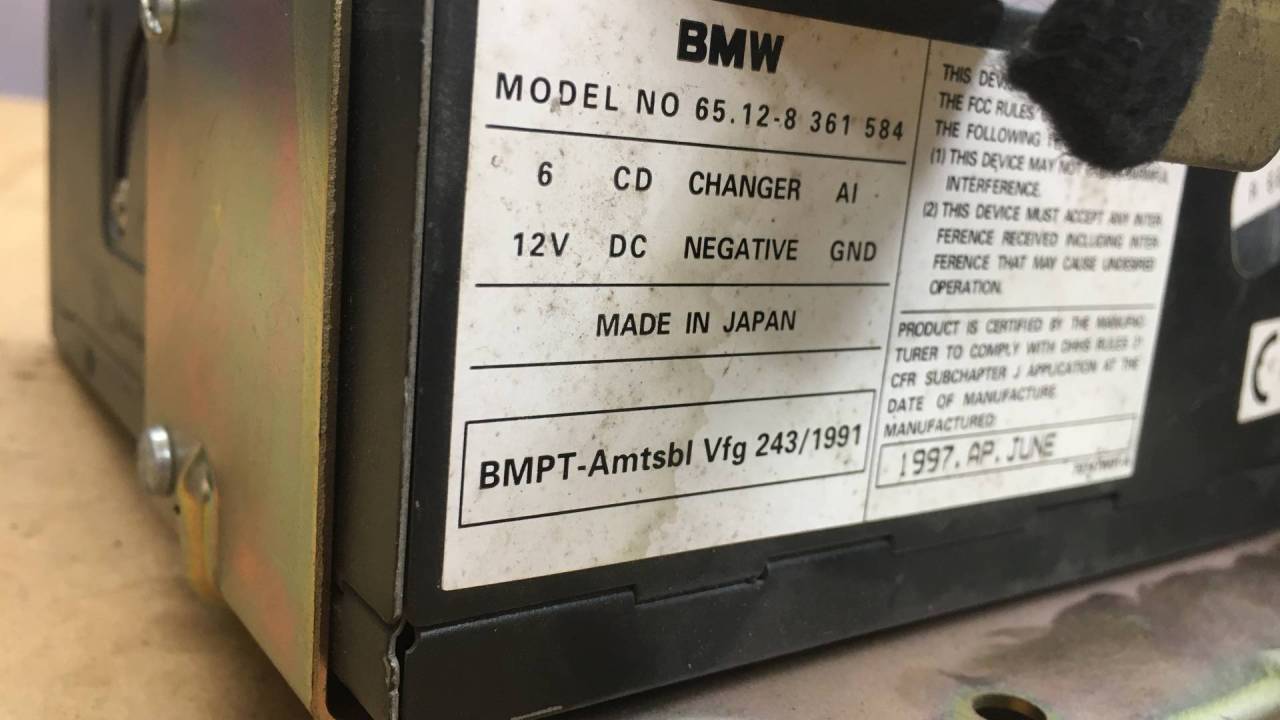 BMW
MODEL NO 65.12-8 361 584
6 CD CHANGER AI
12V DC NEGATIVE GND
MADE IN JAPAN
BMPT-Amtsbl Vfg 243/1991
THIS
THE FCC RULES
THE FOLLOWING
(1) THIS DEVICE MAY NOT
INTERFERENCE.
(2) THIS DEVICE MUST ACCEPT ANY INTER
FERENCE RECEIVED INCLUDING INTER
FERENCE THAT MAY CAUSE UNDESIRED
OPERATION.
PRODUCT IS CERTIFIED BY THE MANUFAC
TURER TO COMPLY WITH DHHS RULES 21
CFR SUBCHAPTER J APPLICATION AT THE
DATE OF MANUFACTURE
MANUFACTURED:
1997. AP. JUNE